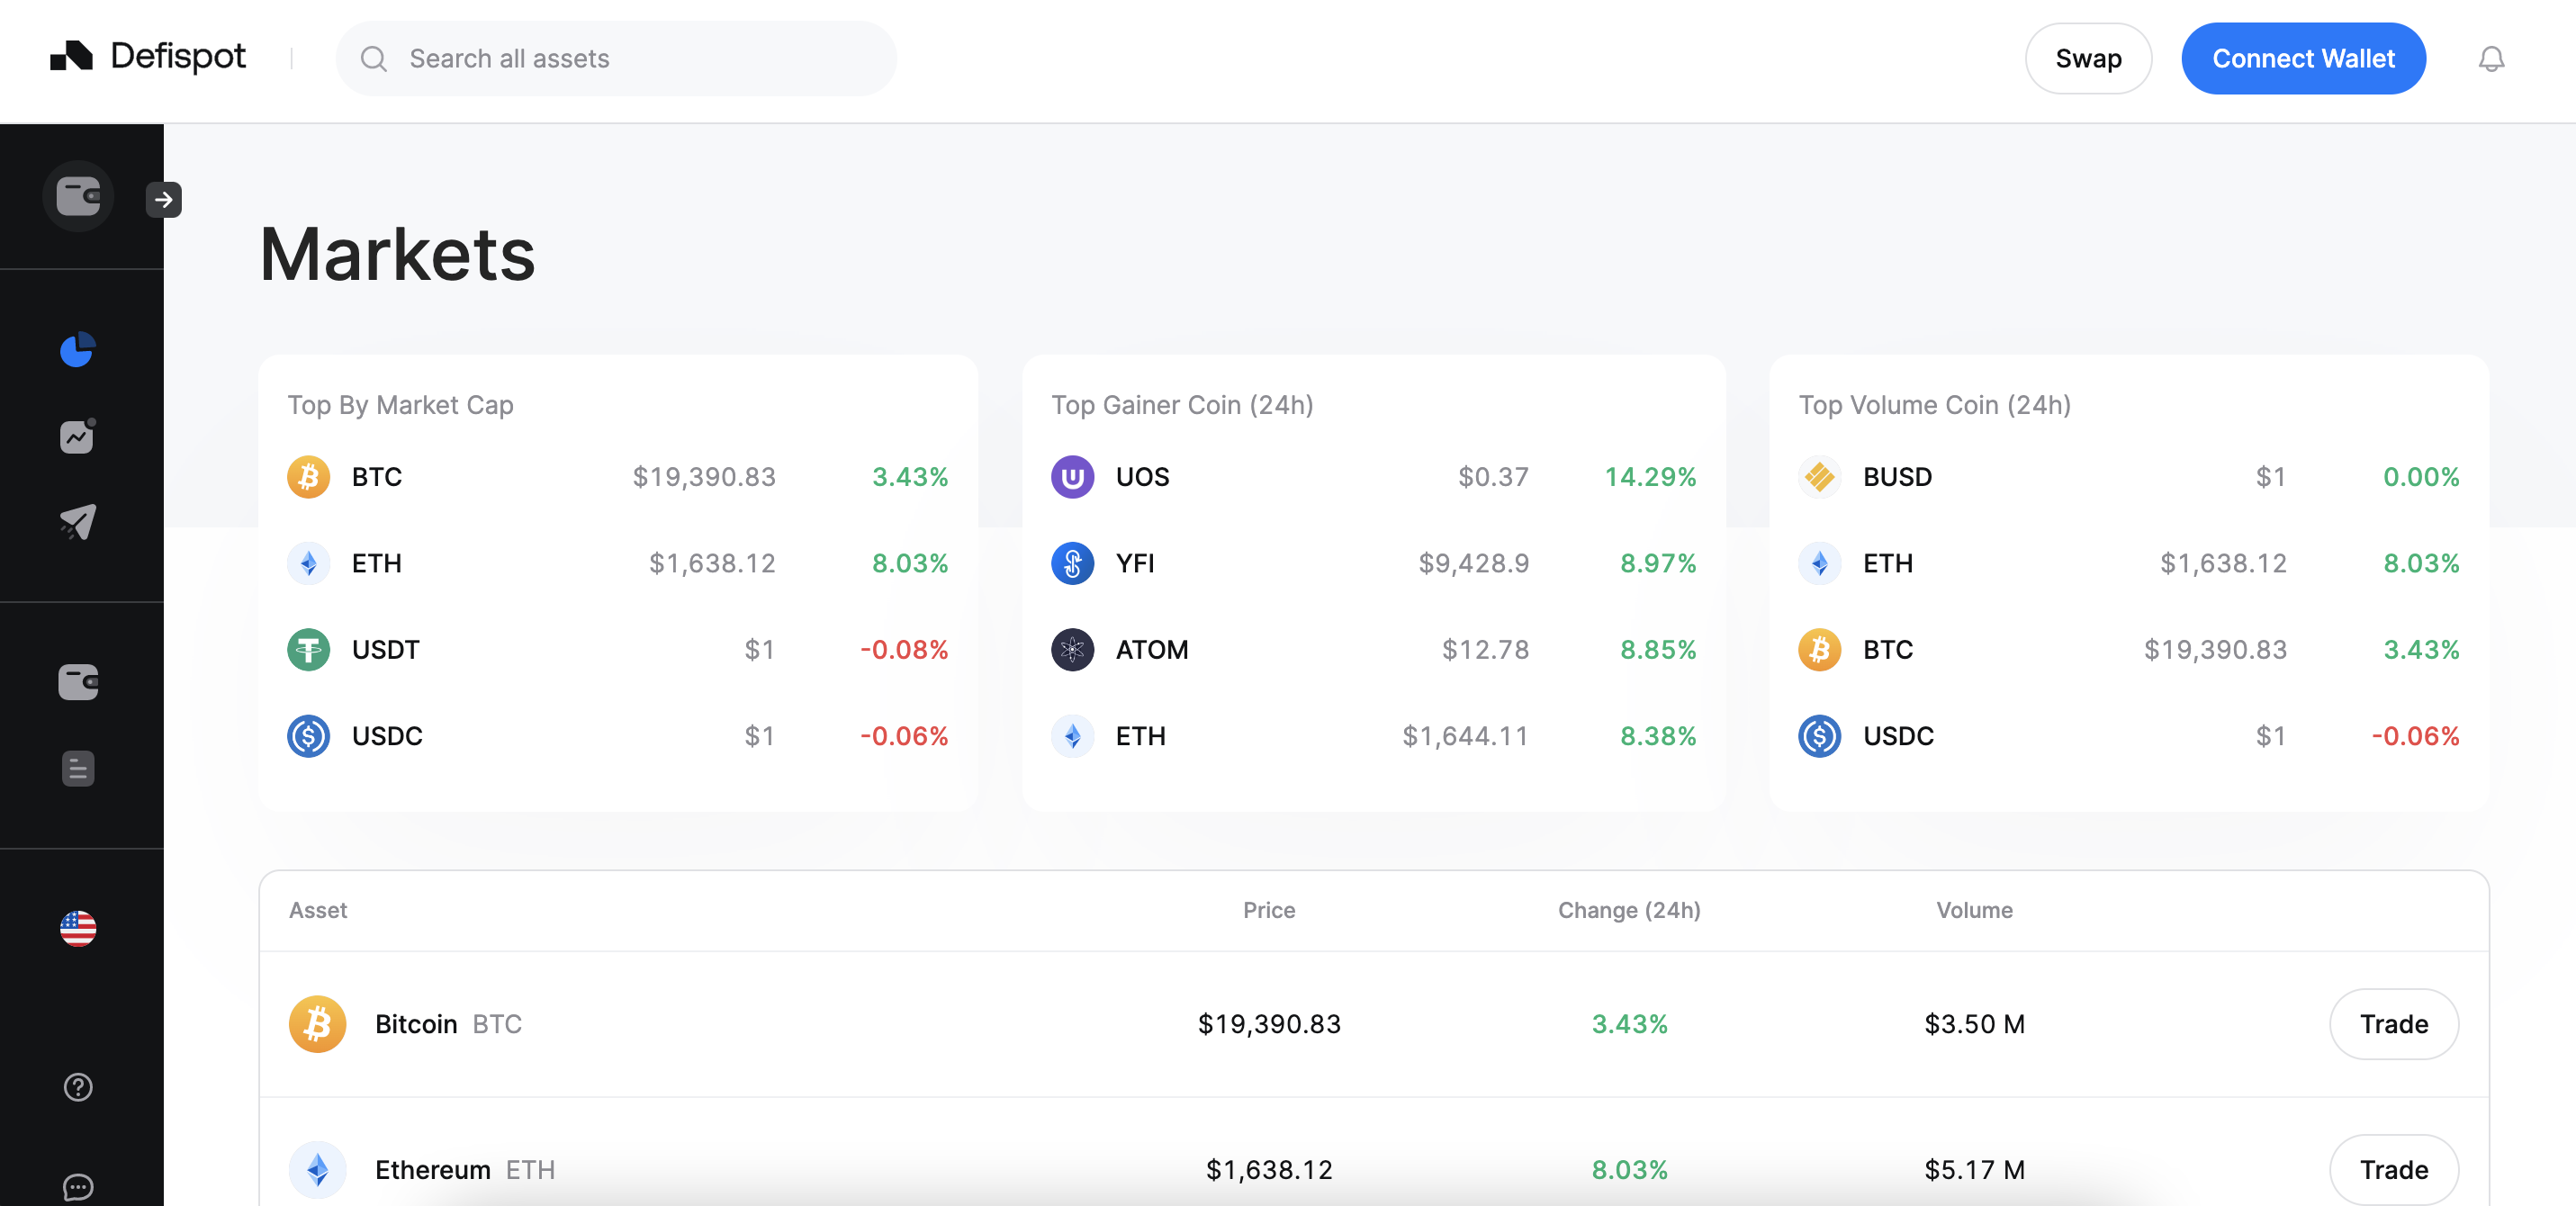 Defispot
Search all assets
Swap
Connect Wallet
Markets
Top By Market Cap
BTC $19,390.83 3.43%
ETH $1,638.12 8.03%
USDT $1 -0.08%
USDC $1 -0.06%
Top Gainer Coin (24h)
UOS $0.37 14.29%
YFI $9,428.9 8.97%
ATOM $12.78 8.85%
ETH $1,644.11 8.38%
Top Volume Coin (24h)
BUSD $1 0.00%
ETH $1,638.12 8.03%
BTC $19,390.83 3.43%
USDC $1 -0.06%
Asset Price Change (24h) Volume
Bitcoin BTC $19,390.83 3.43% $3.50 M Trade
Ethereum ETH $1,638.12 8.03% $5.17 M Trade